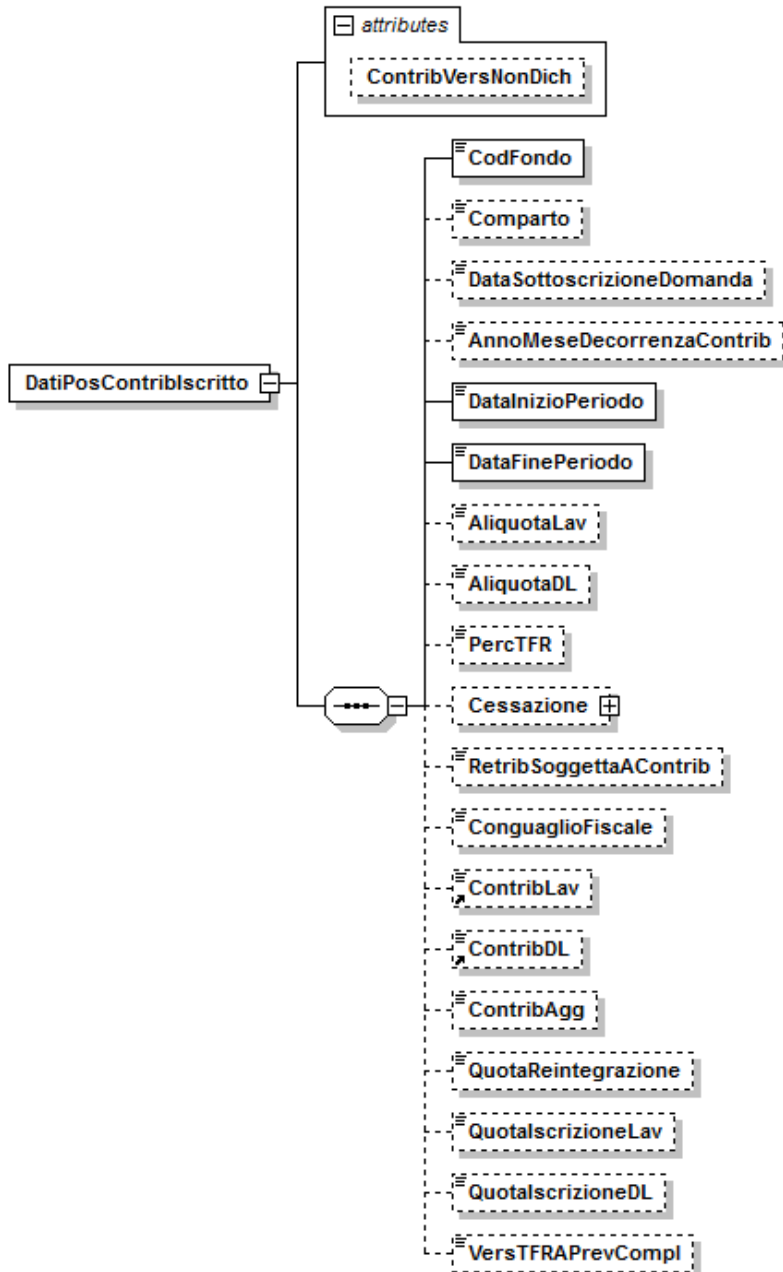 attributes
ContribVersNonDich
CodFondo
Comparto
DataSottoscrizioneDomanda
AnnoMeseDecorrenzaContrib
DatiPosContribIscritto
DataInizioPeriodo
DataFinePeriodo
AliquotaLav
AliquotaDL
PercTFR
Cessazione
RetribSoggettaAContrib
ConguaglioFiscale
ContribLav
ContribDL
ContribAgg
QuotaReintegrazione
QuotaIscrizioneLav
QuotaIscrizioneDL
VersTFRAPrevCompl